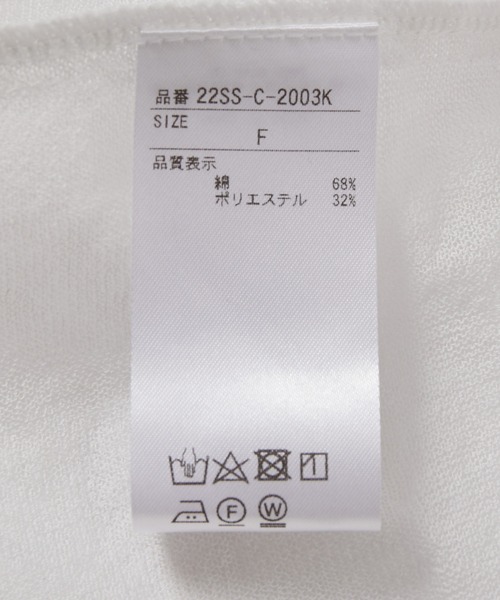 品番 22SS-C-2003K
SIZE
F
品質表示
綿 68%
ポリエステル 32%
F W